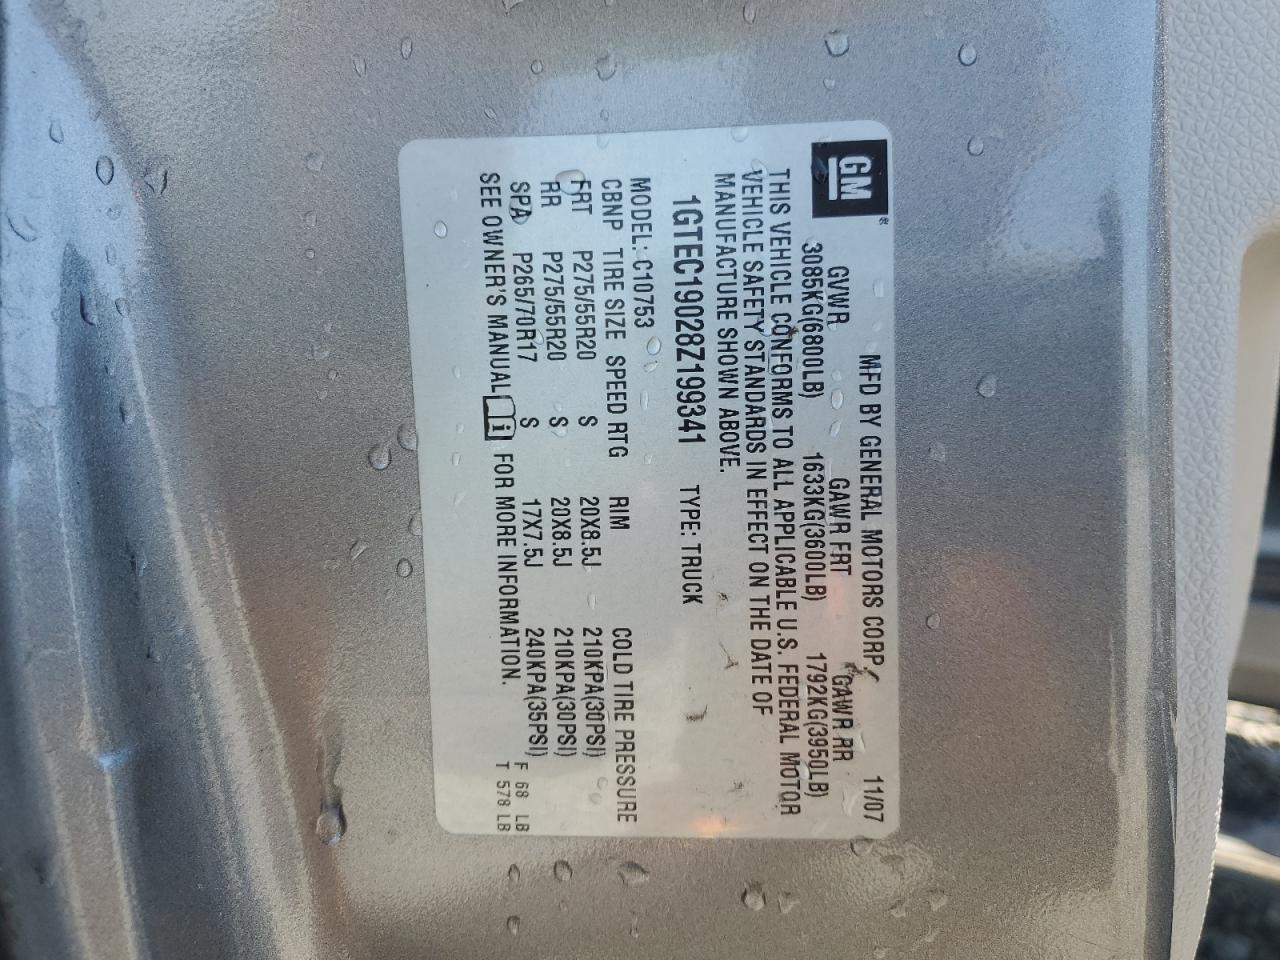 GM ®
MFD BY GENERAL MOTORS CORP 11/07
GVWR GAWR FRT GAWR RR
3085KG(6800LB) 1633KG(3600LB) 1792KG(3950LB)
THIS VEHICLE CONFORMS TO ALL APPLICABLE U.S. FEDERAL MOTOR
VEHICLE SAFETY STANDARDS IN EFFECT ON THE DATE OF
MANUFACTURE SHOWN ABOVE.
1GTEC19028Z199341 TYPE: TRUCK
MODEL: C10753
CBNP TIRE SIZE SPEED RTG RIM COLD TIRE PRESSURE
FRT P275/55R20 S 20X8.5J 210KPA(30PSI)
RR P275/55R20 S 20X8.5J 210KPA(30PSI)
SPA P265/70R17 S 17X7.5J 240KPA(35PSI) F 68 LB
SEE OWNER'S MANUAL i FOR MORE INFORMATION. T 578 LB